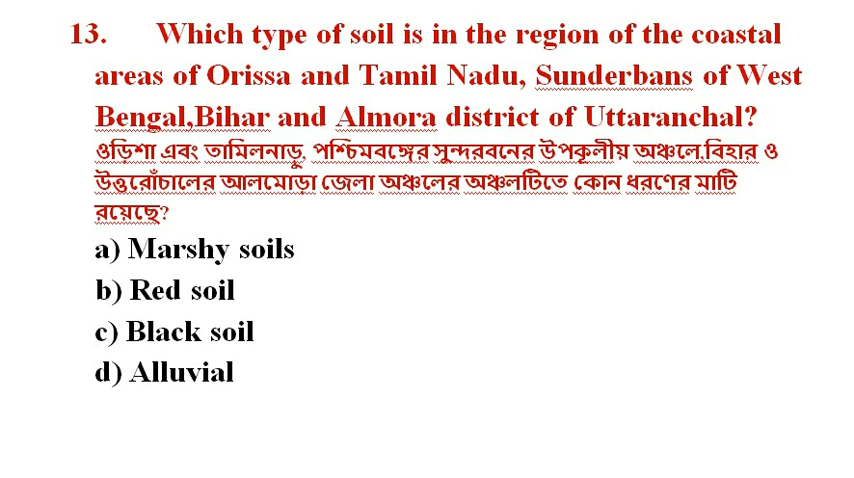 13. Which type of soil is in the region of the coastal
areas of Orissa and Tamil Nadu, Sunderbans of West
Bengal,Bihar and Almora district of Uttaranchal?
ওড়িশা এবং তামিলনাড়ু, পশ্চিমবঙ্গের সুন্দরবনের উপকূলীয় অঞ্চলে,বিহার ও
উত্তরোঁচালের আলমোড়া জেলা অঞ্চলের অঞ্চলটিতে কোন ধরণের মাটি
রয়েছে?
a) Marshy soils
b) Red soil
c) Black soil
d) Alluvial